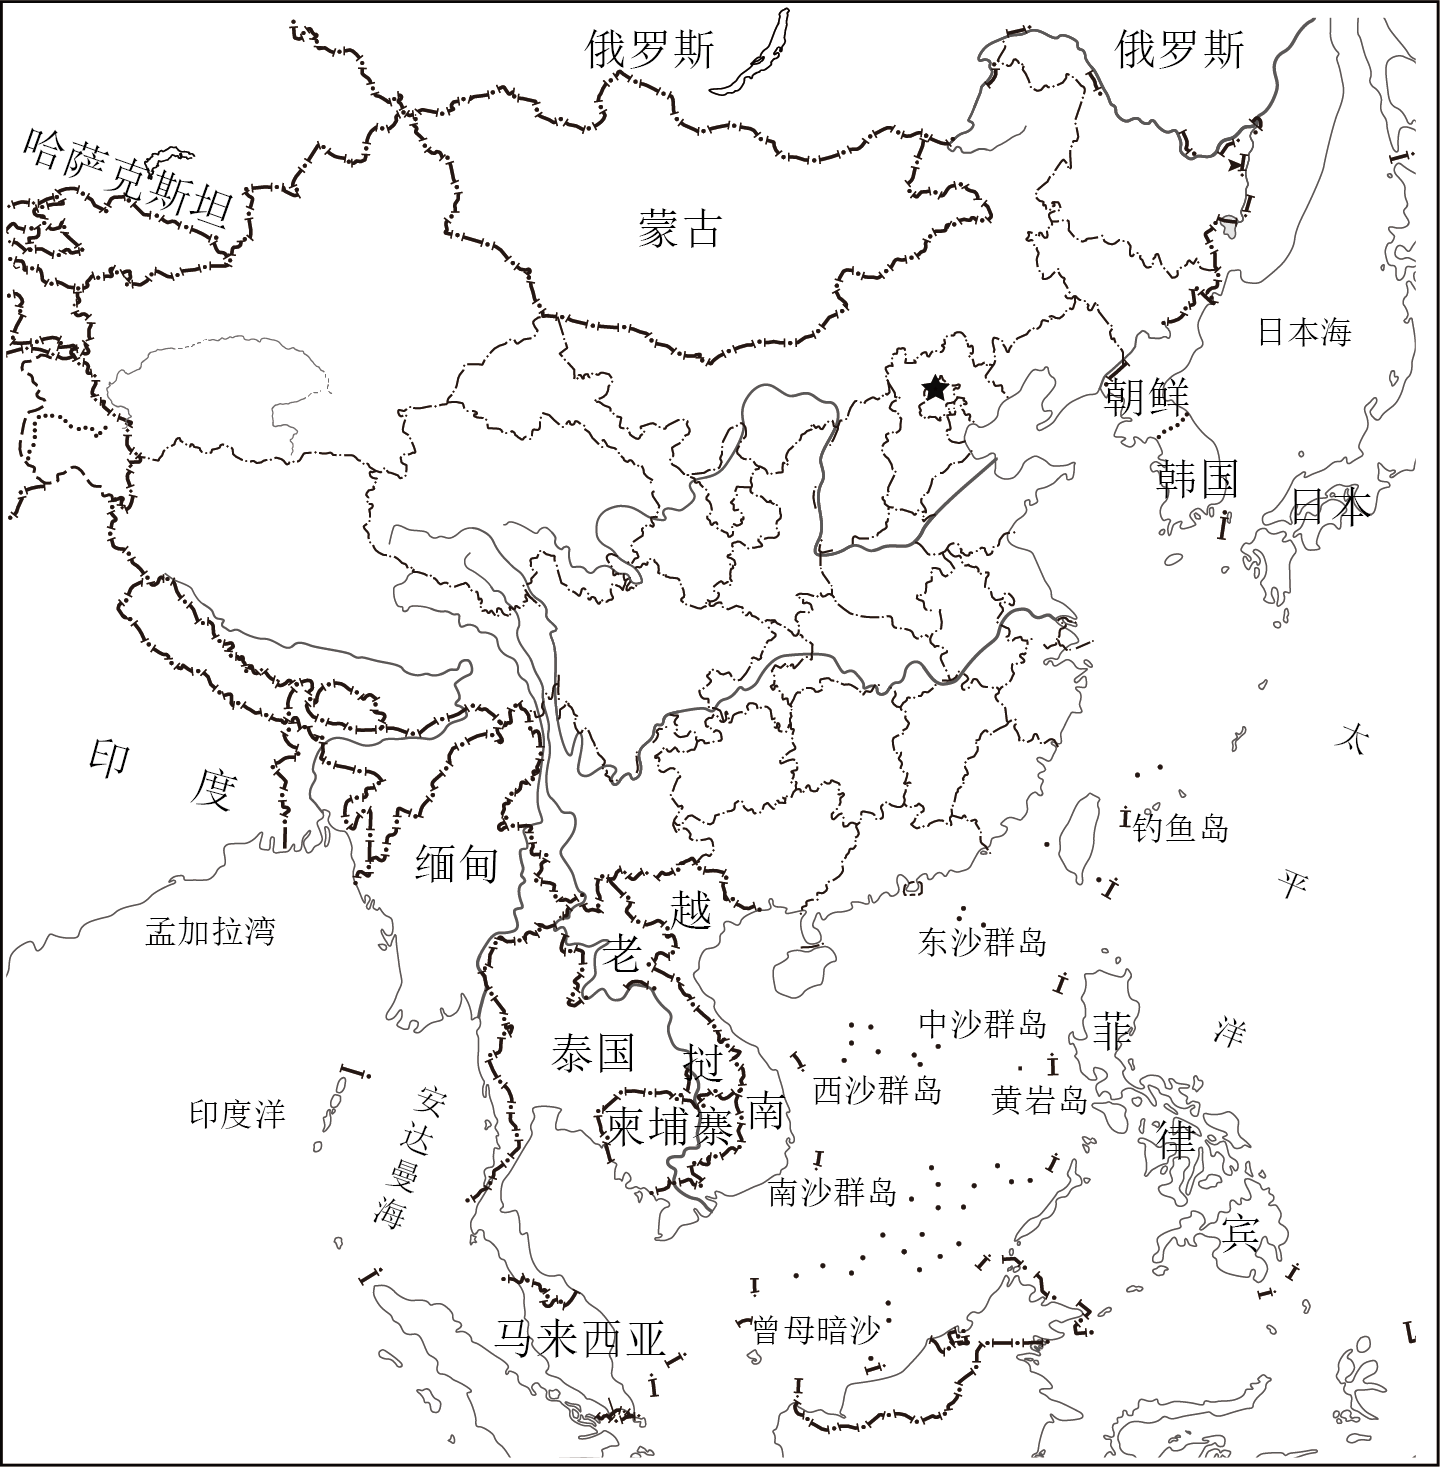 俄罗斯
俄罗斯
哈萨克斯坦
蒙古
日本海
朝鲜
韩国
日本
印度
太平洋
钓鱼岛
缅甸
越南
孟加拉湾
老挝
东沙群岛
中沙群岛
菲律宾
泰国
西沙群岛
黄岩岛
印度洋
安达曼海
柬埔寨
南沙群岛
曾母暗沙
马来西亚